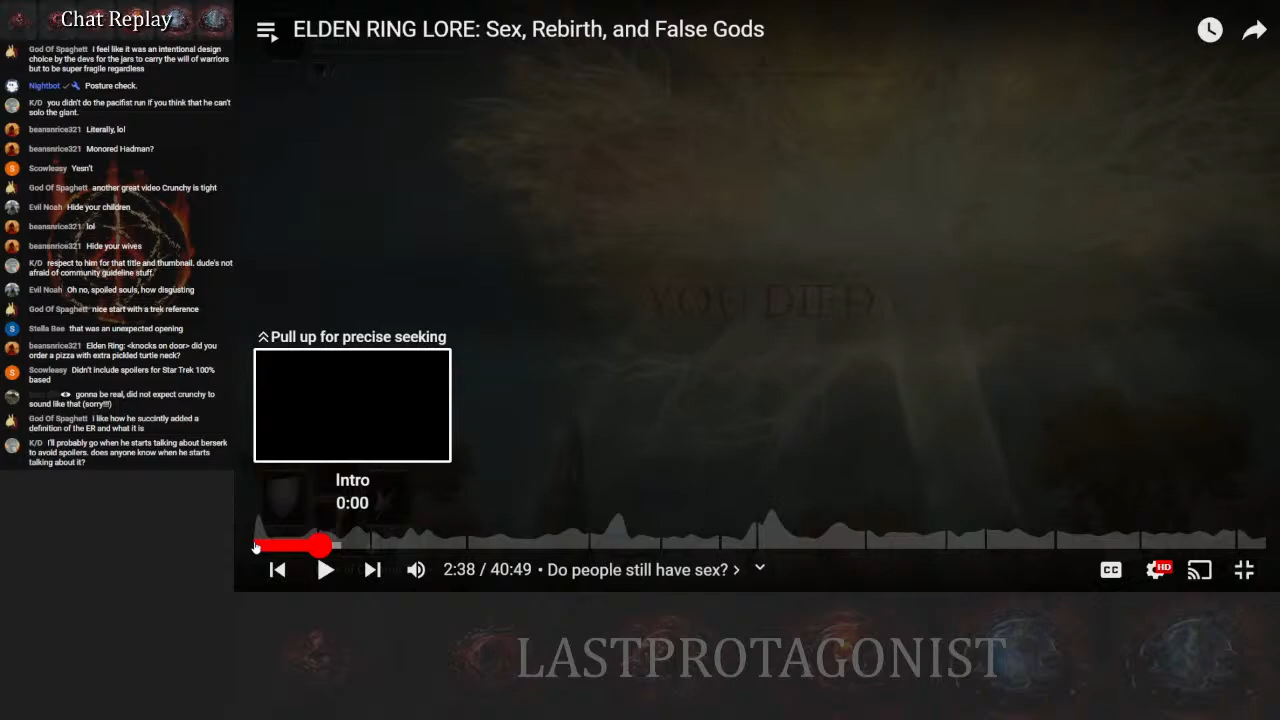 Chat Replay
God Of Spaghett I feel like it was an intentional design
choice by the devs for the jars to carry the will of warriors
but to be super fragile regardless
Nightbot Posture check.
K/D you didn't do the pacifist run if you think that he can't
solo the giant.
beansnrice321 Literally, lol
beansnrice321 Monored Hadman?
Scowleasy Yesn't
God Of Spaghett another great video Crunchy is tight
Evil Noah Hide your children
beansnrice321 lol
beansnrice321 Hide your wives
K/D respect to him for that title and thumbnail. dude's not
afraid of community guideline stuff.
Evil Noah Oh no, spoiled souls, how disgusting
God Of Spaghett nice start with a trek reference
Stella Bee that was an unexpected opening
beansnrice321 Elden Ring: <knocks on door> did you
order a pizza with extra pickled turtle neck?
Scowleasy Didn't include spoilers for Star Trek 100%
based
gonna be real, did not expect crunchy to
sound like that (sorry!!!)
God Of Spaghett I like how he succintly added a
definition of the ER and what it is
K/D I'll probably go when he starts talking about berserk
to avoid spoilers. does anyone know when he starts
talking about it?
ELDEN RING LORE: Sex, Rebirth, and False Gods
YOU DIED
Pull up for precise seeking
Intro
0:00
2:38 / 40:49 • Do people still have sex? >
CC
HD
LASTPROTAGONIST